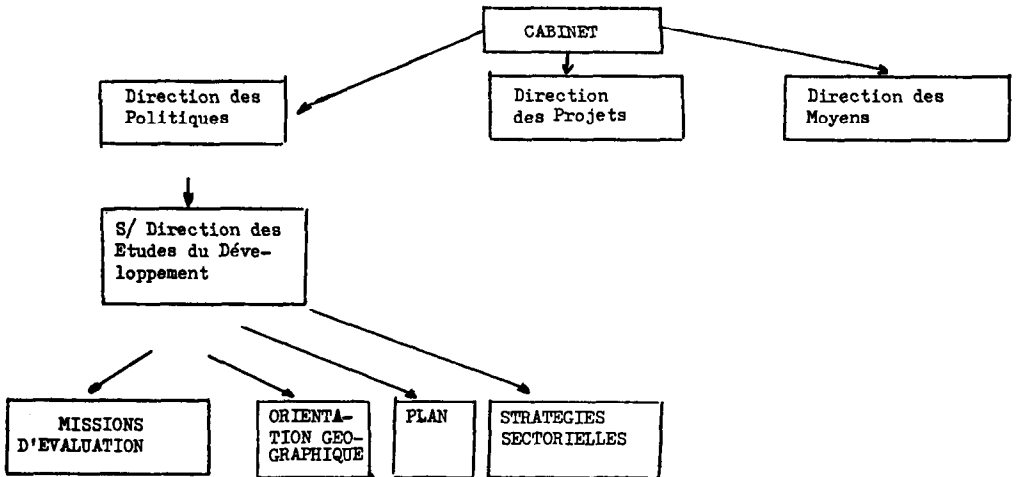 CABINET
Direction des
Politiques
Direction
des Projets
Direction des
Moyens
S/ Direction des
Etudes du Déve-
loppement
MISSIONS
D'EVALUATION
ORIENTA-
TION GEO-
GRAPHIQUE
PLAN
STRATEGIES
SECTORIELLES